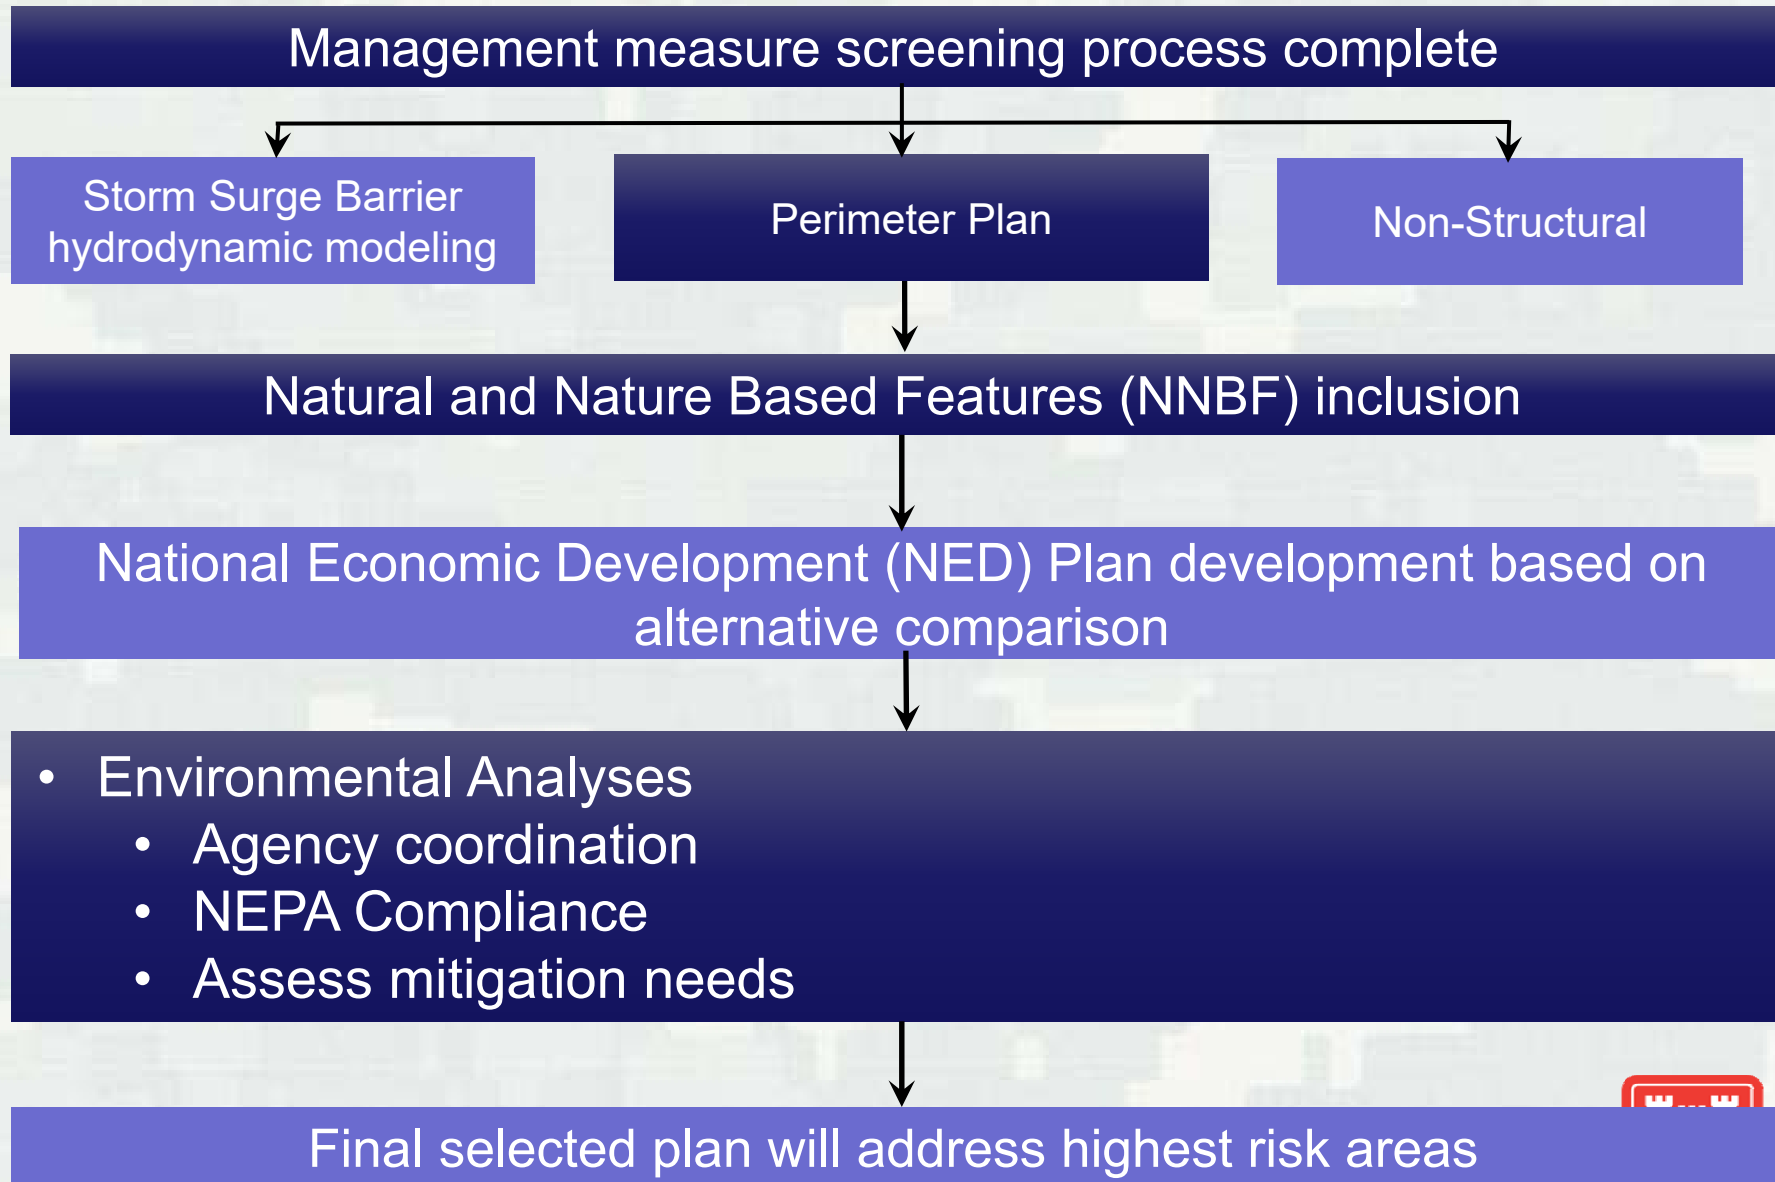 Management measure screening process complete
Storm Surge Barrier
hydrodynamic modeling
Perimeter Plan
Non-Structural
Natural and Nature Based Features (NNBF) inclusion
National Economic Development (NED) Plan development based on
alternative comparison
• Environmental Analyses
• Agency coordination
• NEPA Compliance
• Assess mitigation needs
Final selected plan will address highest risk areas